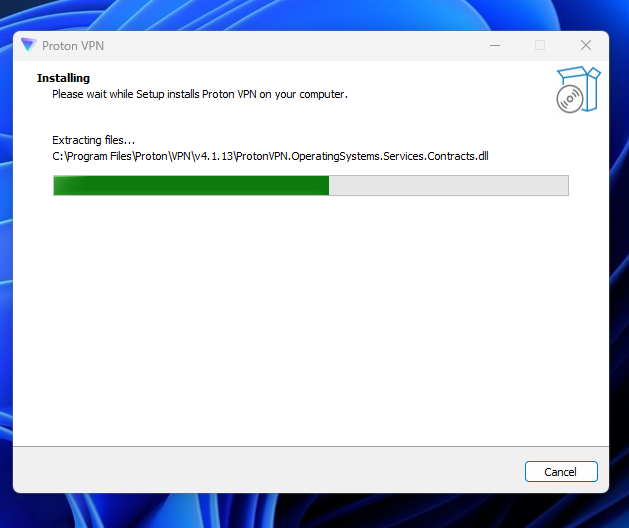 Proton VPN
Installing
Please wait while Setup installs Proton VPN on your computer.
Extracting files...
C:\Program Files\Proton\VPN\v4.1.13\ProtonVPN.OperatingSystems.Services.Contracts.dll
Cancel